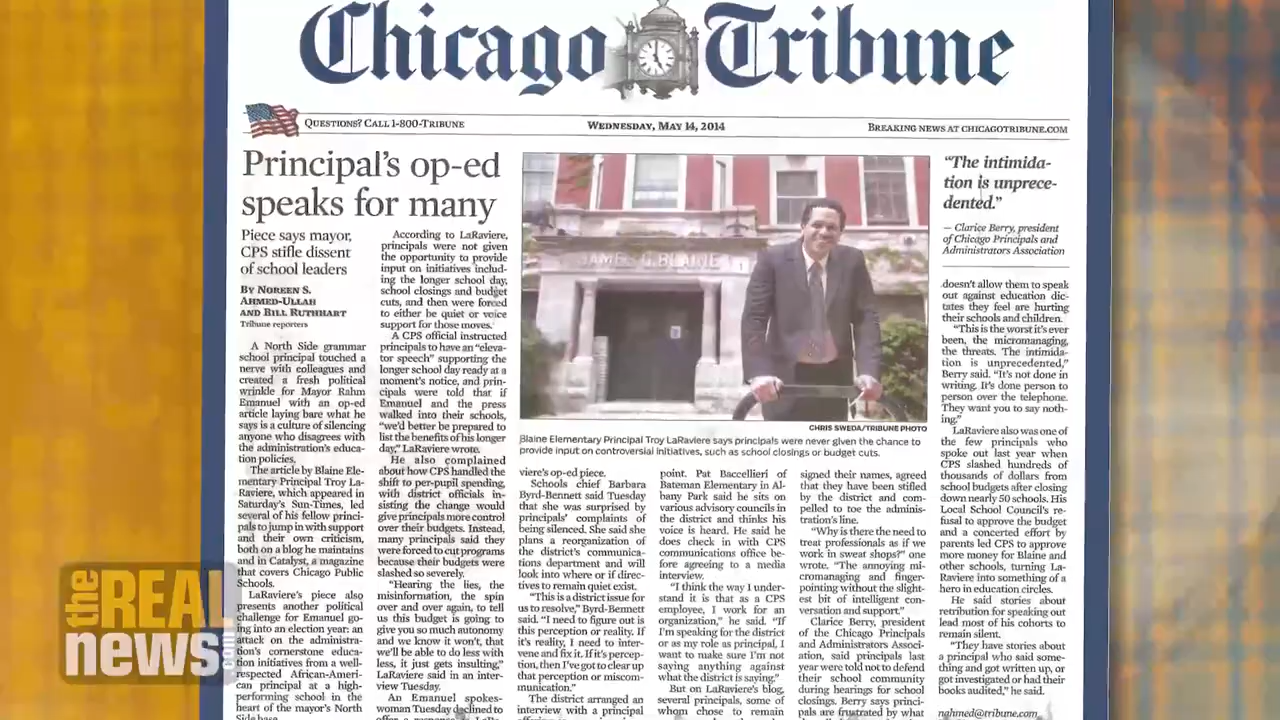 Chicago Tribune
QUESTIONS? CALL 1-800-TRIBUNE
WEDNESDAY, MAY 14, 2014
BREAKING NEWS AT CHICAGOTRIBUNE.COM
Principal's op-ed
speaks for many
Piece says mayor,
CPS stifle dissent
of school leaders
BY NOREEN S.
AHMED-ULLAH
AND BILL RUTHHART
Tribune reporters
A North Side grammar
school principal touched a
nerve with colleagues and
created a fresh political
wrinkle for Mayor Rahm
Emanuel with an op-ed
article laying bare what he
says is a culture of silencing
anyone who disagrees with
the administration's educa-
tion policies.
The article by Blaine Ele-
mentary Principal Troy La-
Raviere, which appeared in
Saturday's Sun-Times, led
several of his fellow princi-
pals to jump in with support
and their own criticism,
both on a blog he maintains
and in Catalyst, a magazine
that covers Chicago Public
Schools.
LaRaviere's piece also
presents another political
challenge for Emanuel go-
ing into an election year: an
attack on the administra-
tion's cornerstone educa-
tion initiatives from a well-
respected African-Ameri-
can principal at a high-
performing school in the
heart of the mayor's North
Side base.
According to LaRaviere,
principals were not given
the opportunity to provide
input on initiatives includ-
ing the longer school day,
school closings and budget
cuts, and then were forced
to either be quiet or voice
support for those moves.
A CPS official instructed
principals to have an "eleva-
tor speech" supporting the
longer school day ready at a
moment's notice, and prin-
cipals were told that if
Emanuel and the press
walked into their schools,
"we'd better be prepared to
list the benefits of his longer
day," LaRaviere wrote.
He also complained
about how CPS handled the
shift to per-pupil spending,
with district officials in-
sisting the change would
give principals more control
over their budgets. Instead,
many principals said they
were forced to cut programs
because their budgets were
slashed so severely.
"Hearing the lies, the
misinformation, the spin
over and over again, to tell
us this budget is going to
give you so much autonomy
and we know it won't, that
we'll be able to do less with
less, it just gets insulting,"
LaRaviere said in an inter-
view Tuesday.
An Emanuel spokes-
woman Tuesday declined to
JAMES G. BLAINE
CHRIS SWEDA/TRIBUNE PHOTO
Blaine Elementary Principal Troy LaRaviere says principals were never given the chance to
provide input on controversial initiatives, such as school closings or budget cuts.
viere's op-ed piece.
Schools chief Barbara
Byrd-Bennett said Tuesday
that she was surprised by
principals' complaints of
being silenced. She said she
plans a reorganization of
the district's communica-
tions department and will
look into where or if direc-
tives to remain quiet exist.
"This is a district issue for
us to resolve," Byrd-Bennett
said. "I need to figure out is
this perception or reality. If
it's reality, I need to inter-
vene and fix it. If it's percep-
tion, then I've got to clear up
that perception or miscom-
munication."
The district arranged an
interview with a principal
point. Pat Baccellieri of
Bateman Elementary in Al-
bany Park said he sits on
various advisory councils in
the district and thinks his
voice is heard. He said he
does check in with CPS
communications office be-
fore agreeing to a media
interview.
"I think the way I under-
stand it is that as a CPS
employee, I work for an
organization," he said. "If
I'm speaking for the district
or as my role as principal, I
want to make sure I'm not
saying anything against
what the district is saying."
But on LaRaviere's blog,
several principals, some of
whom chose to remain
signed their names, agreed
that they have been stifled
by the district and com-
pelled to toe the adminis-
tration's line.
"Why is there the need to
treat professionals as if we
work in sweat shops?" one
wrote. "The annoying mi-
cromanaging and finger-
pointing without the slight-
est bit of intelligent con-
versation and support."
Clarice Berry, president
of the Chicago Principals
and Administrators Associ-
ation, said principals last
year were told not to defend
their school community
during hearings for school
closings. Berry says princi-
pals are frustrated by what
"The intimida-
tion is unprece-
dented."
— Clarice Berry, president
of Chicago Principals and
Administrators Association
doesn't allow them to speak
out against education dic-
tates they feel are hurting
their schools and children.
"This is the worst it's ever
been, the micromanaging,
the threats. The intimida-
tion is unprecedented,"
Berry said. "It's not done in
writing. It's done person to
person over the telephone.
They want you to say noth-
ing."
LaRaviere also was one of
the few principals who
spoke out last year when
CPS slashed hundreds of
thousands of dollars from
school budgets after closing
down nearly 50 schools. His
Local School Council's re-
fusal to approve the budget
and a concerted effort by
parents led CPS to approve
more money for Blaine and
other schools, turning La-
Raviere into something of a
hero in education circles.
He said stories about
retribution for speaking out
lead most of his cohorts to
remain silent.
"They have stories about
a principal who said some-
thing and got written up, or
got investigated or had their
books audited," he said.
nahmed@tribune.com
the REAL
news.com